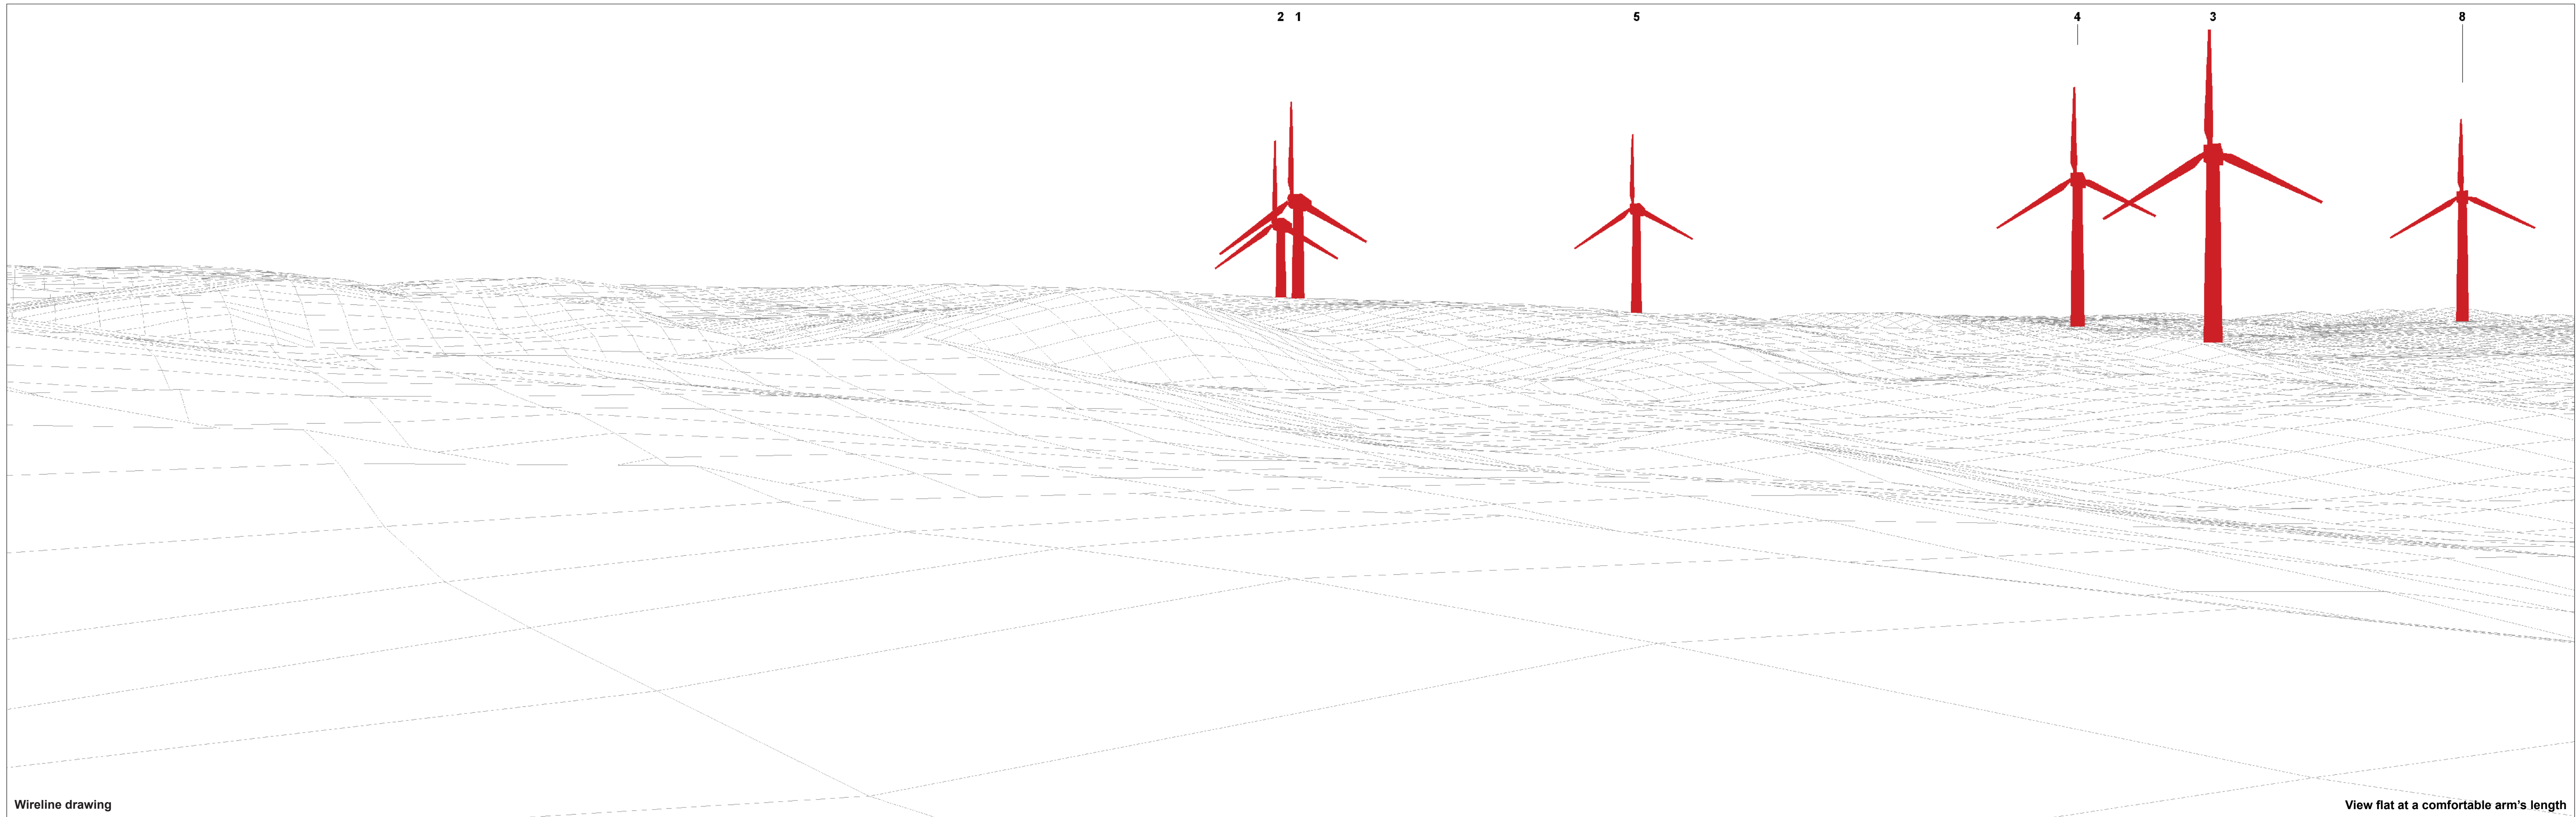 2 1 5 4 3 8
Wireline drawing
View flat at a comfortable arm's length